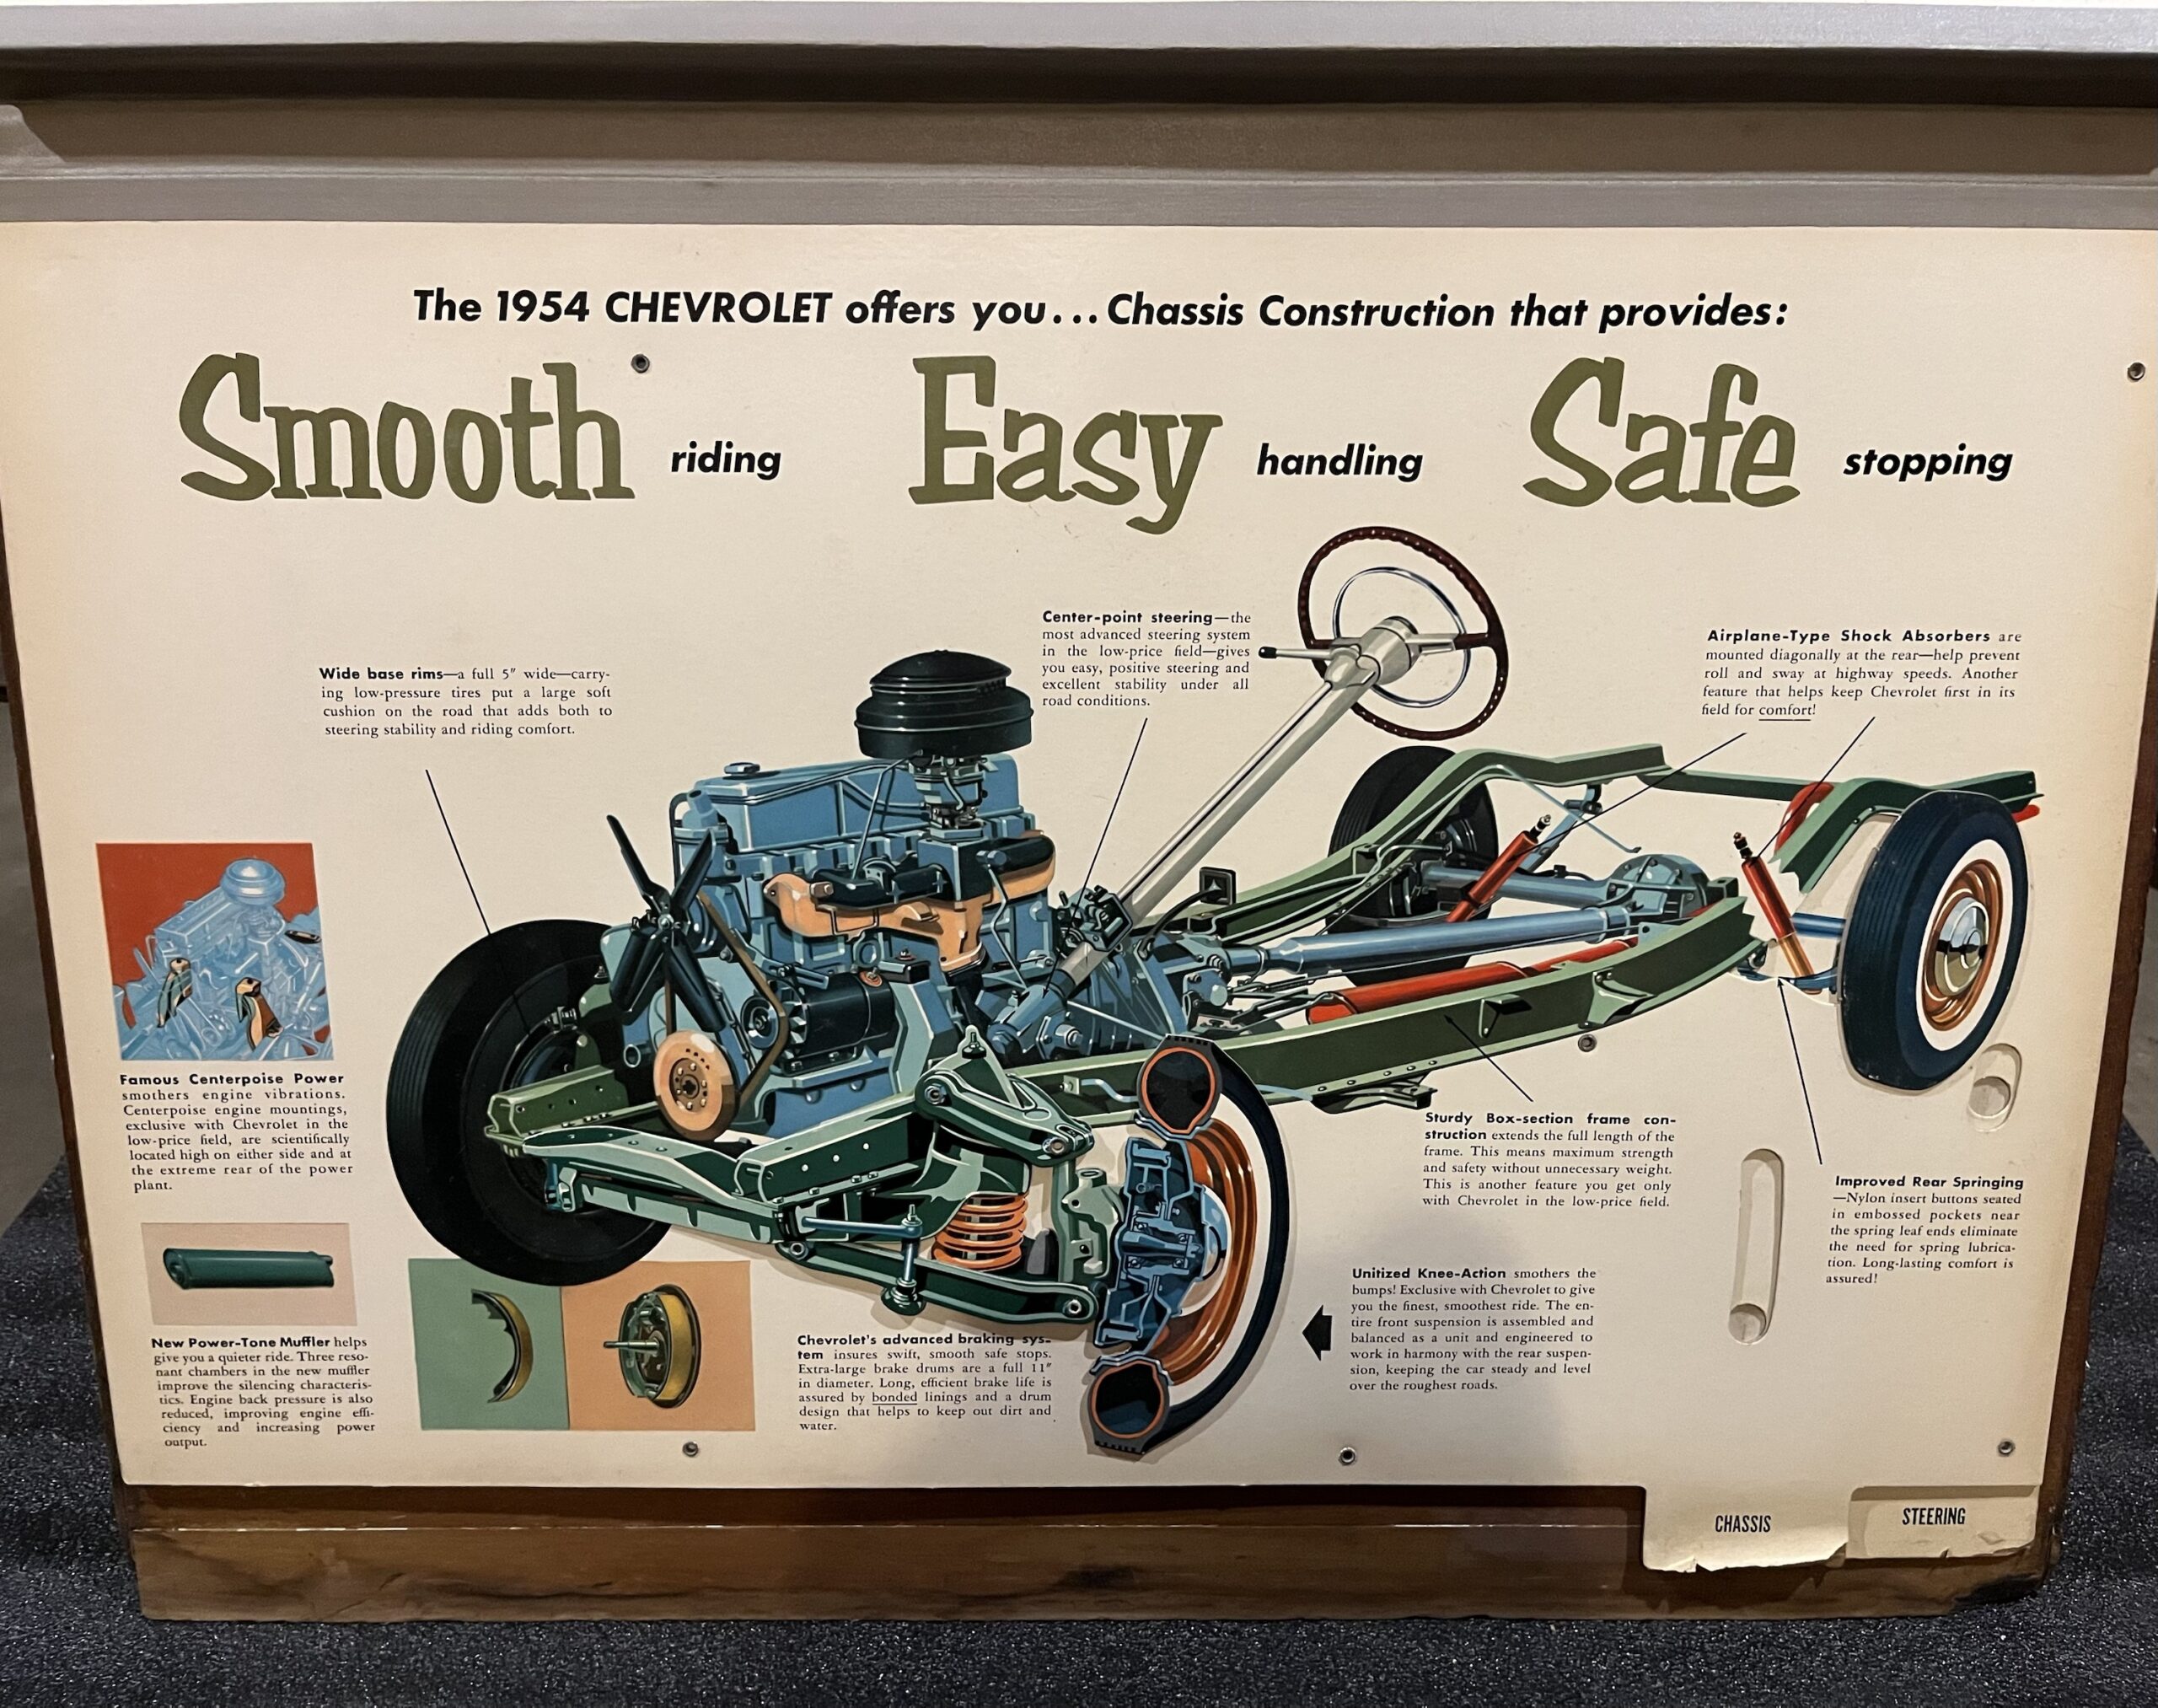 The 1954 CHEVROLET offers you...Chassis Construction that provides:
Smooth riding Easy handling Safe stopping
Wide base rims—a full 5" wide—carry-
ing low-pressure tires put a large soft
cushion on the road that adds both to
steering stability and riding comfort.
Center-point steering—the
most advanced steering system
in the low-price field—gives
you easy, positive steering and
excellent stability under all
road conditions.
Airplane-Type Shock Absorbers are
mounted diagonally at the rear—help prevent
roll and sway at highway speeds. Another
feature that helps keep Chevrolet first in its
field for comfort!
Famous Centerpoise Power
smothers engine vibrations.
Centerpoise engine mountings,
exclusive with Chevrolet in the
low-price field, are scientifically
located high on either side and at
the extreme rear of the power
plant.
New Power-Tone Muffler helps
give you a quieter ride. Three reso-
nant chambers in the new muffler
improve the silencing characteris-
tics. Engine back pressure is also
reduced, improving engine effi-
ciency and increasing power
output.
Chevrolet's advanced braking sys-
tem insures swift, smooth safe stops.
Extra-large brake drums are a full 11"
in diameter. Long, efficient brake life is
assured by bonded linings and a drum
design that helps to keep out dirt and
water.
Sturdy Box-section frame con-
struction extends the full length of the
frame. This means maximum strength
and safety without unnecessary weight.
This is another feature you get only
with Chevrolet in the low-price field.
Unitized Knee-Action smothers the
bumps! Exclusive with Chevrolet to give
you the finest, smoothest ride. The en-
tire front suspension is assembled and
balanced as a unit and engineered to
work in harmony with the rear suspen-
sion, keeping the car steady and level
over the roughest roads.
Improved Rear Springing
—Nylon insert buttons seated
in embossed pockets near
the spring leaf ends eliminate
the need for spring lubrica-
tion. Long-lasting comfort is
assured!
CHASSIS
STEERING